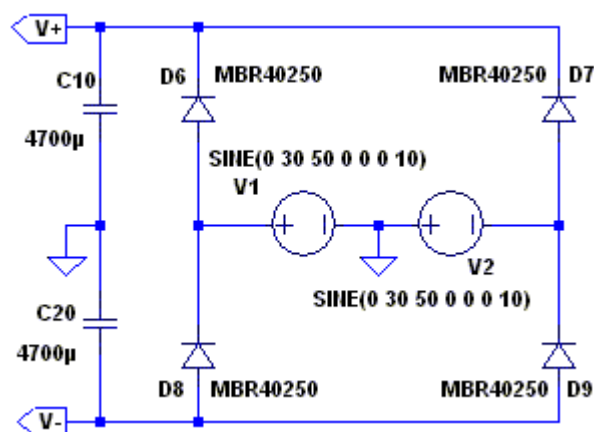 V+
C10
4700µ
D6
MBR40250
MBR40250
D7
SINE(0 30 50 0 0 0 10)
V1
+
+
V2
SINE(0 30 50 0 0 0 10)
C20
4700µ
D8
MBR40250
MBR40250
D9
V-